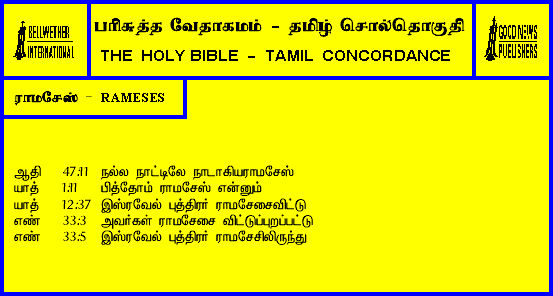 BELLWETHER INTERNATIONAL
பரிசுத்த வேதாகமம் - தமிழ் சொல்தொகுதி
THE HOLY BIBLE - TAMIL CONCORDANCE
GOOD NEWS PUBLISHERS
ராமசேஸ் - RAMESES
ஆதி 47:11 நல்ல நாட்டிலே நாடாகியராமசேஸ்
யாத் 1:11 பித்தோம் ராமசேஸ் என்னும்
யாத் 12:37 இஸ்ரவேல் புத்திரர் ராமசேசைவிட்டு
எண் 33:3 அவர்கள் ராமசேசை விட்டுப்புறப்பட்டு
எண் 33:5 இஸ்ரவேல் புத்திரர் ராமசேசிலிருந்து